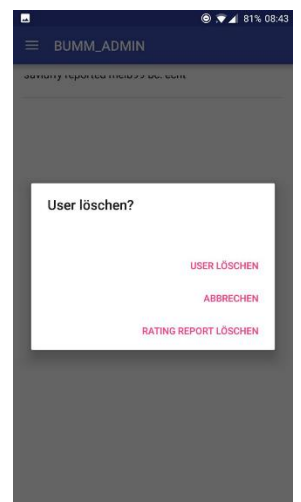 81% 08:43
BUMM_ADMIN
User löschen?
USER LÖSCHEN
ABBRECHEN
RATING REPORT LÖSCHEN